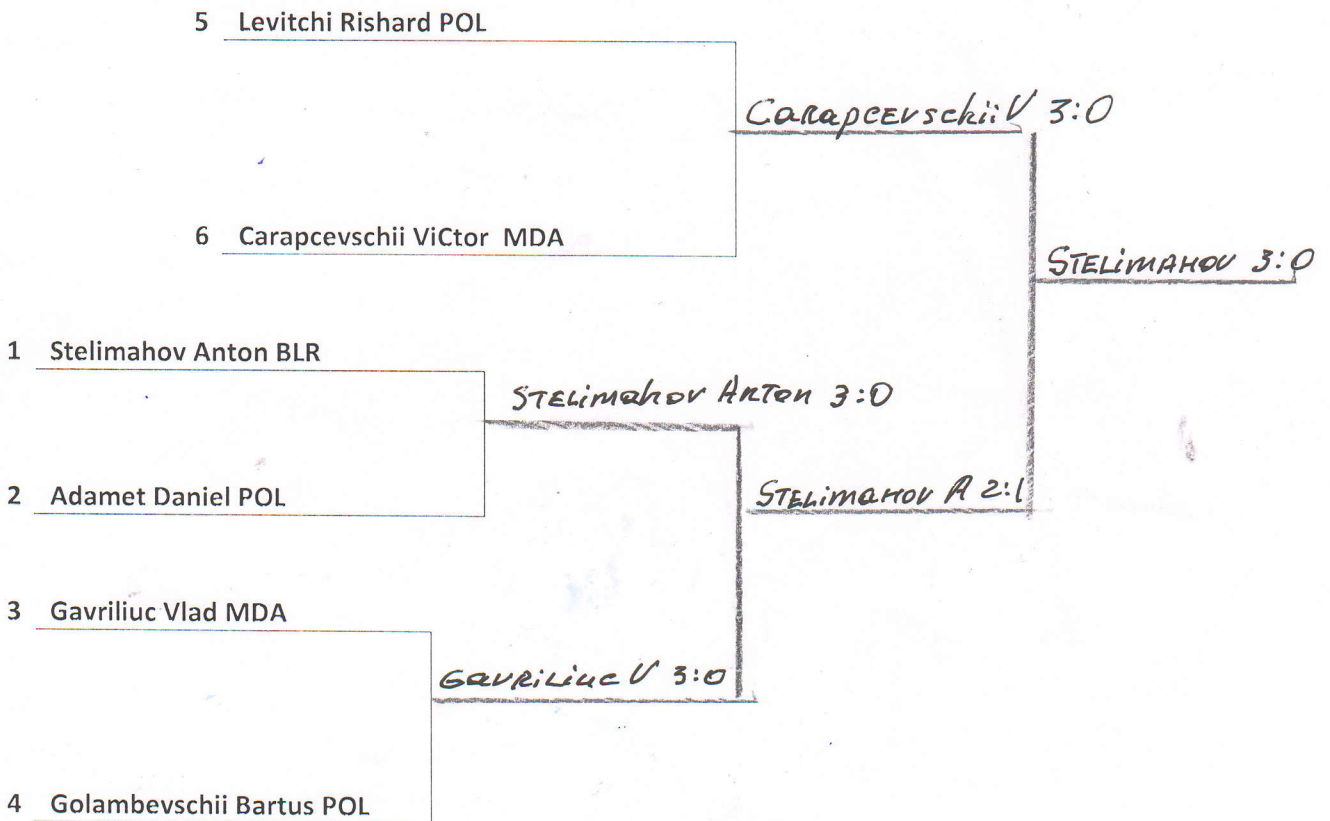 5 Levitchi Rishard POL
Carapcevschii V 3:0
6 Carapcevschii ViCtor MDA
STELimAHOV 3:0
1 Stelimahov Anton BLR
STELimahov AnTon 3:0
2 Adamet Daniel POL
STELimaHOV A 2:1
3 Gavriliuc Vlad MDA
GavRiLiuc V 3:0
4 Golambevschii Bartus POL